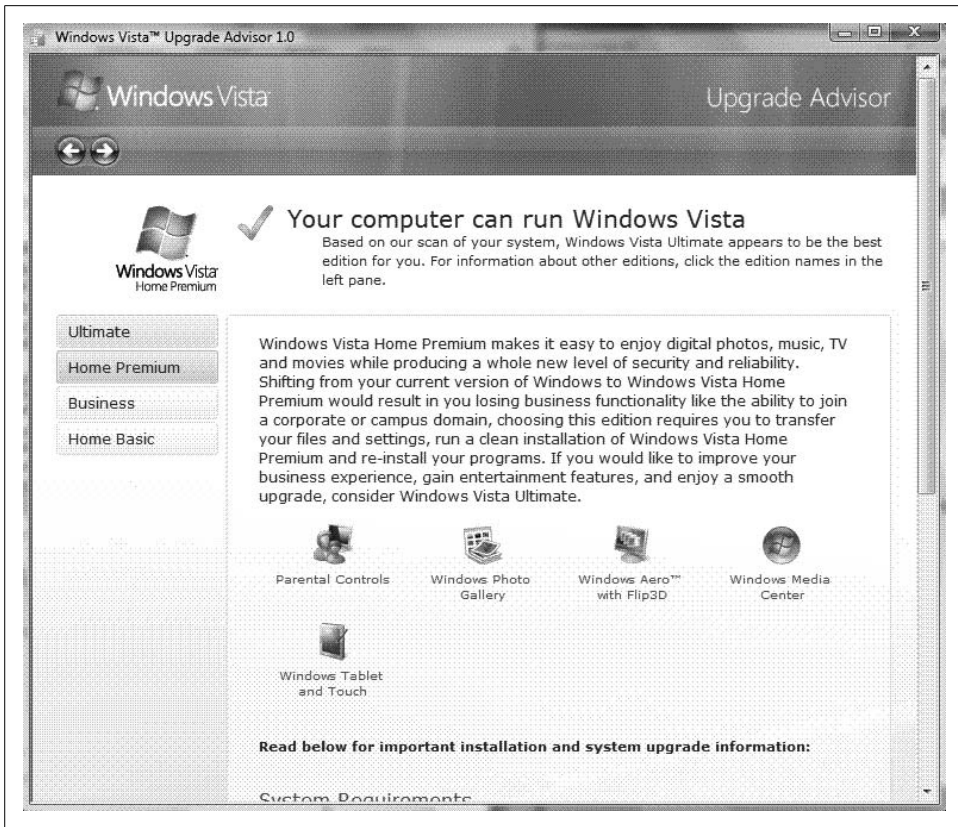 Windows Vista™ Upgrade Advisor 1.0
Windows Vista™
Upgrade Advisor
Your computer can run Windows Vista
Based on our scan of your system, Windows Vista Ultimate appears to be the best
edition for you. For information about other editions, click the edition names in the
left pane.
Windows Vista™
Home Premium
Ultimate
Home Premium
Business
Home Basic
Windows Vista Home Premium makes it easy to enjoy digital photos, music, TV
and movies while producing a whole new level of security and reliability.
Shifting from your current version of Windows to Windows Vista Home
Premium would result in you losing business functionality like the ability to join
a corporate or campus domain, choosing this edition requires you to transfer
your files and settings, run a clean installation of Windows Vista Home
Premium and re-install your programs. If you would like to improve your
business experience, gain entertainment features, and enjoy a smooth
upgrade, consider Windows Vista Ultimate.
Parental Controls
Windows Photo
Gallery
Windows Aero™
with Flip3D
Windows Media
Center
Windows Tablet
and Touch
Read below for important installation and system upgrade information:
System Requirements